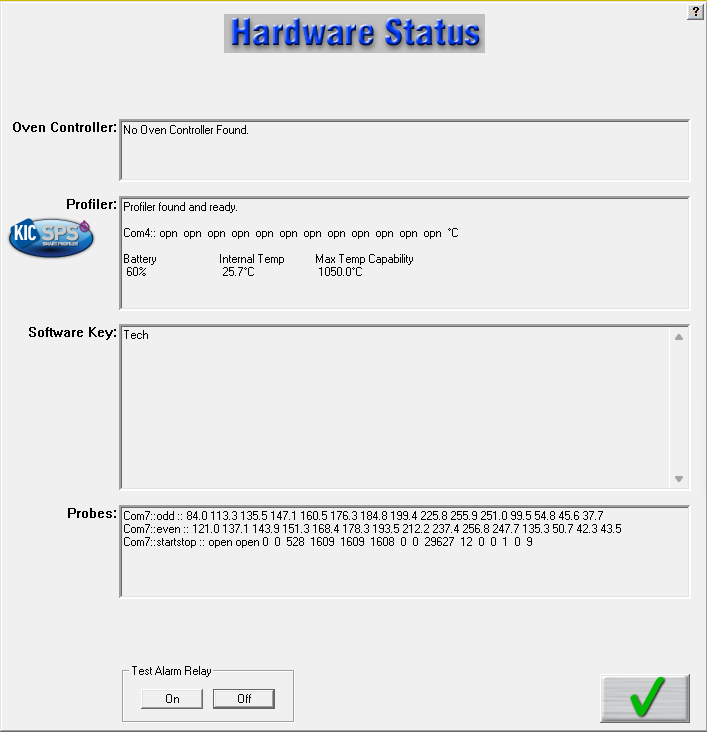 ?
Hardware Status
Oven Controller:
No Oven Controller Found.
Profiler:
Profiler found and ready.
KIC SPS
SMART PROFILER
Com4:: opn opn opn opn opn opn opn opn opn opn opn opn °C
Battery Internal Temp Max Temp Capability
60% 25.7°C 1050.0°C
Software Key:
Tech
Probes:
Com7::odd :: 84.0 113.3 135.5 147.1 160.5 176.3 184.8 199.4 225.8 255.9 251.0 99.5 54.8 45.6 37.7
Com7::even :: 121.0 137.1 143.9 151.3 168.4 178.3 193.5 212.2 237.4 256.8 247.7 135.3 50.7 42.3 43.5
Com7::startstop :: open open 0 0 528 1609 1609 1608 0 0 29627 12 0 0 1 0 9
Test Alarm Relay
On Off